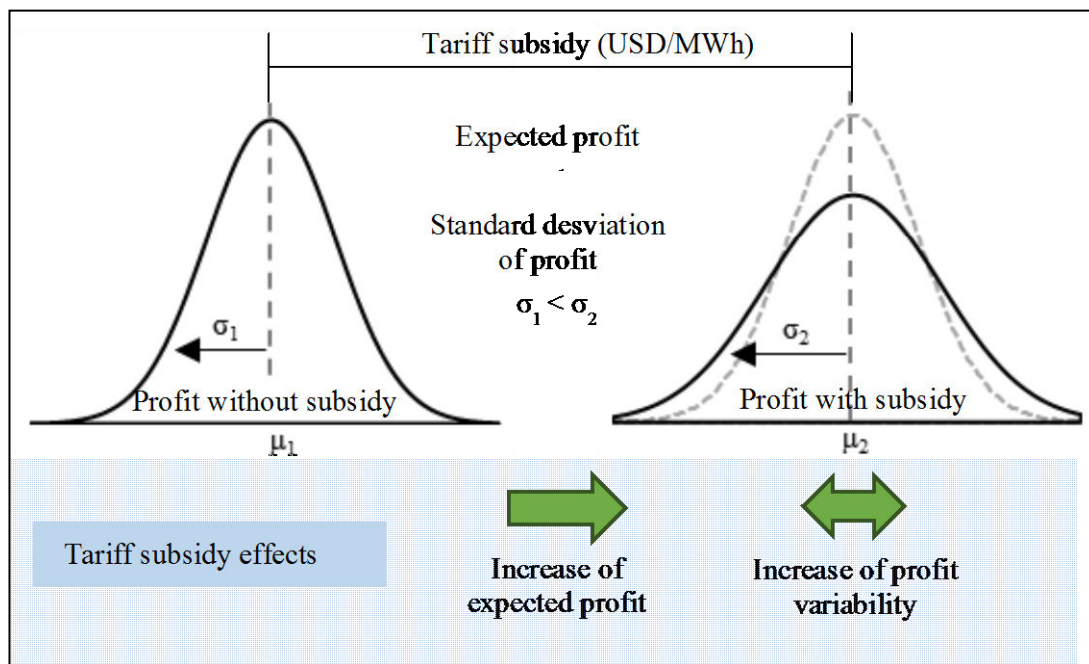 Tariff subsidy (USD/MWh)
Expected profit
Standard desviation
of profit
σ₁ < σ₂
σ₁
σ₂
Profit without subsidy
Profit with subsidy
μ₁
μ₂
Tariff subsidy effects
Increase of
expected profit
Increase of profit
variability